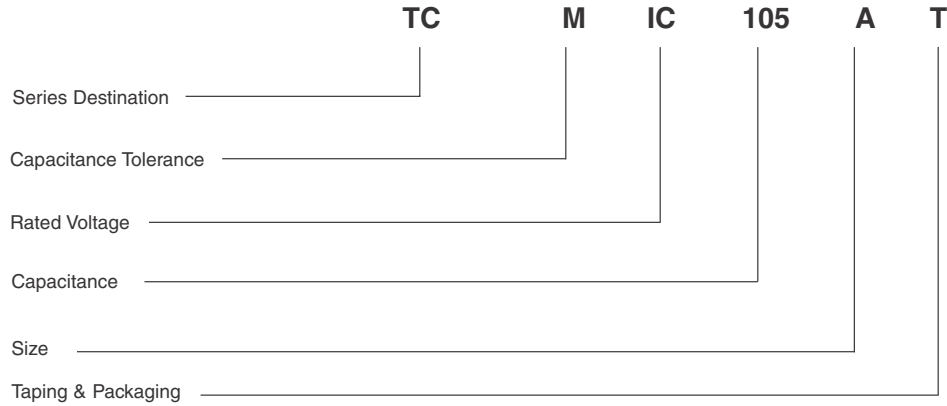 TC M IC 105 A T
Series Destination
Capacitance Tolerance
Rated Voltage
Capacitance
Size
Taping & Packaging